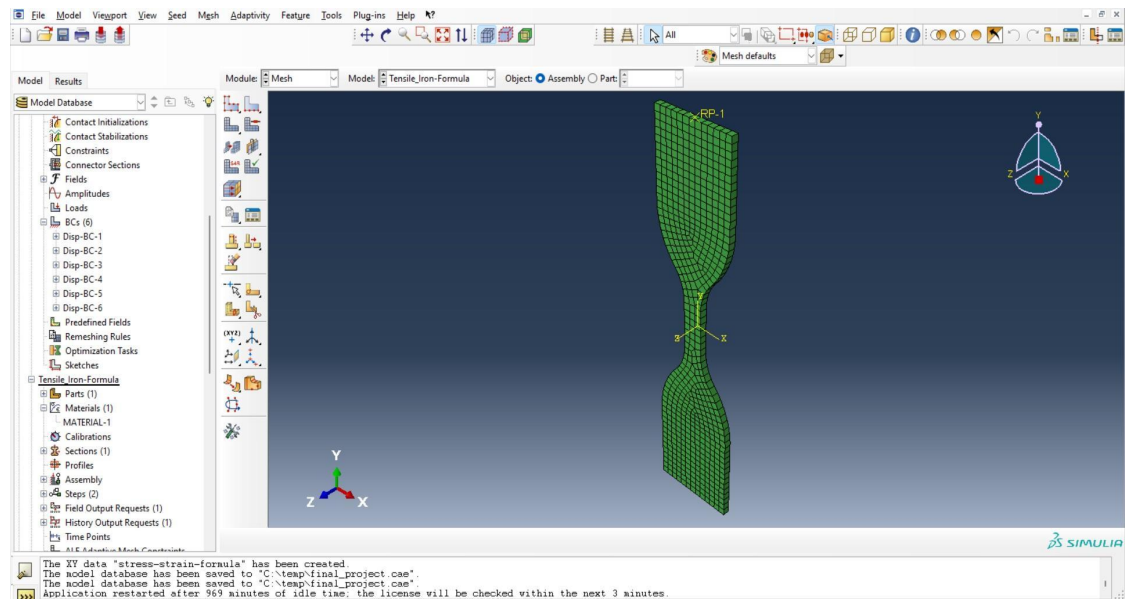 File Model Viewport View Seed Mesh Adaptivity Feature Tools Plug-ins Help
All
Mesh defaults
Model Results
Module: Mesh Model: Tensile_Iron-Formula Object: Assembly Part:
Model Database
Contact Initializations
Contact Stabilizations
Constraints
Connector Sections
Fields
Amplitudes
Loads
BCs (6)
Disp-BC-1
Disp-BC-2
Disp-BC-3
Disp-BC-4
Disp-BC-5
Disp-BC-6
Predefined Fields
Remeshing Rules
Optimization Tasks
Sketches
Tensile_Iron-Formula
Parts (1)
Materials (1)
MATERIAL-1
Calibrations
Sections (1)
Profiles
Assembly
Steps (2)
Field Output Requests (1)
History Output Requests (1)
Time Points
ALE Adaptive Mesh Constraints
(XYZ)
RP-1
Y
Z X
Y
Z X
Y
Z X
SIMULIA
The XY data "stress-strain-formula" has been created.
The model database has been saved to "C:\temp\final_project.cae".
The model database has been saved to "C:\temp\final_project.cae".
Application restarted after 969 minutes of idle time; the license will be checked within the next 3 minutes.
>>>